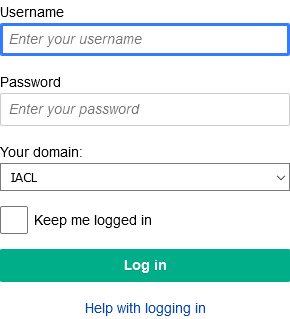 Username
Enter your username
Password
Enter your password
Your domain:
IACL
Keep me logged in
Log in
Help with logging in